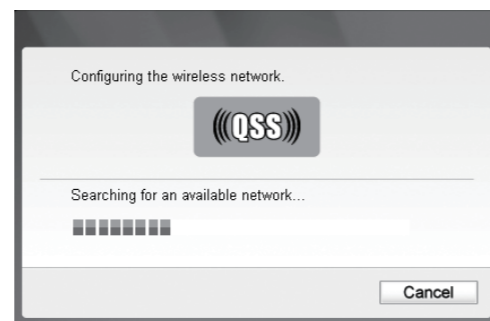 Configuring the wireless network.
(((QSS)))
Searching for an available network...
Cancel